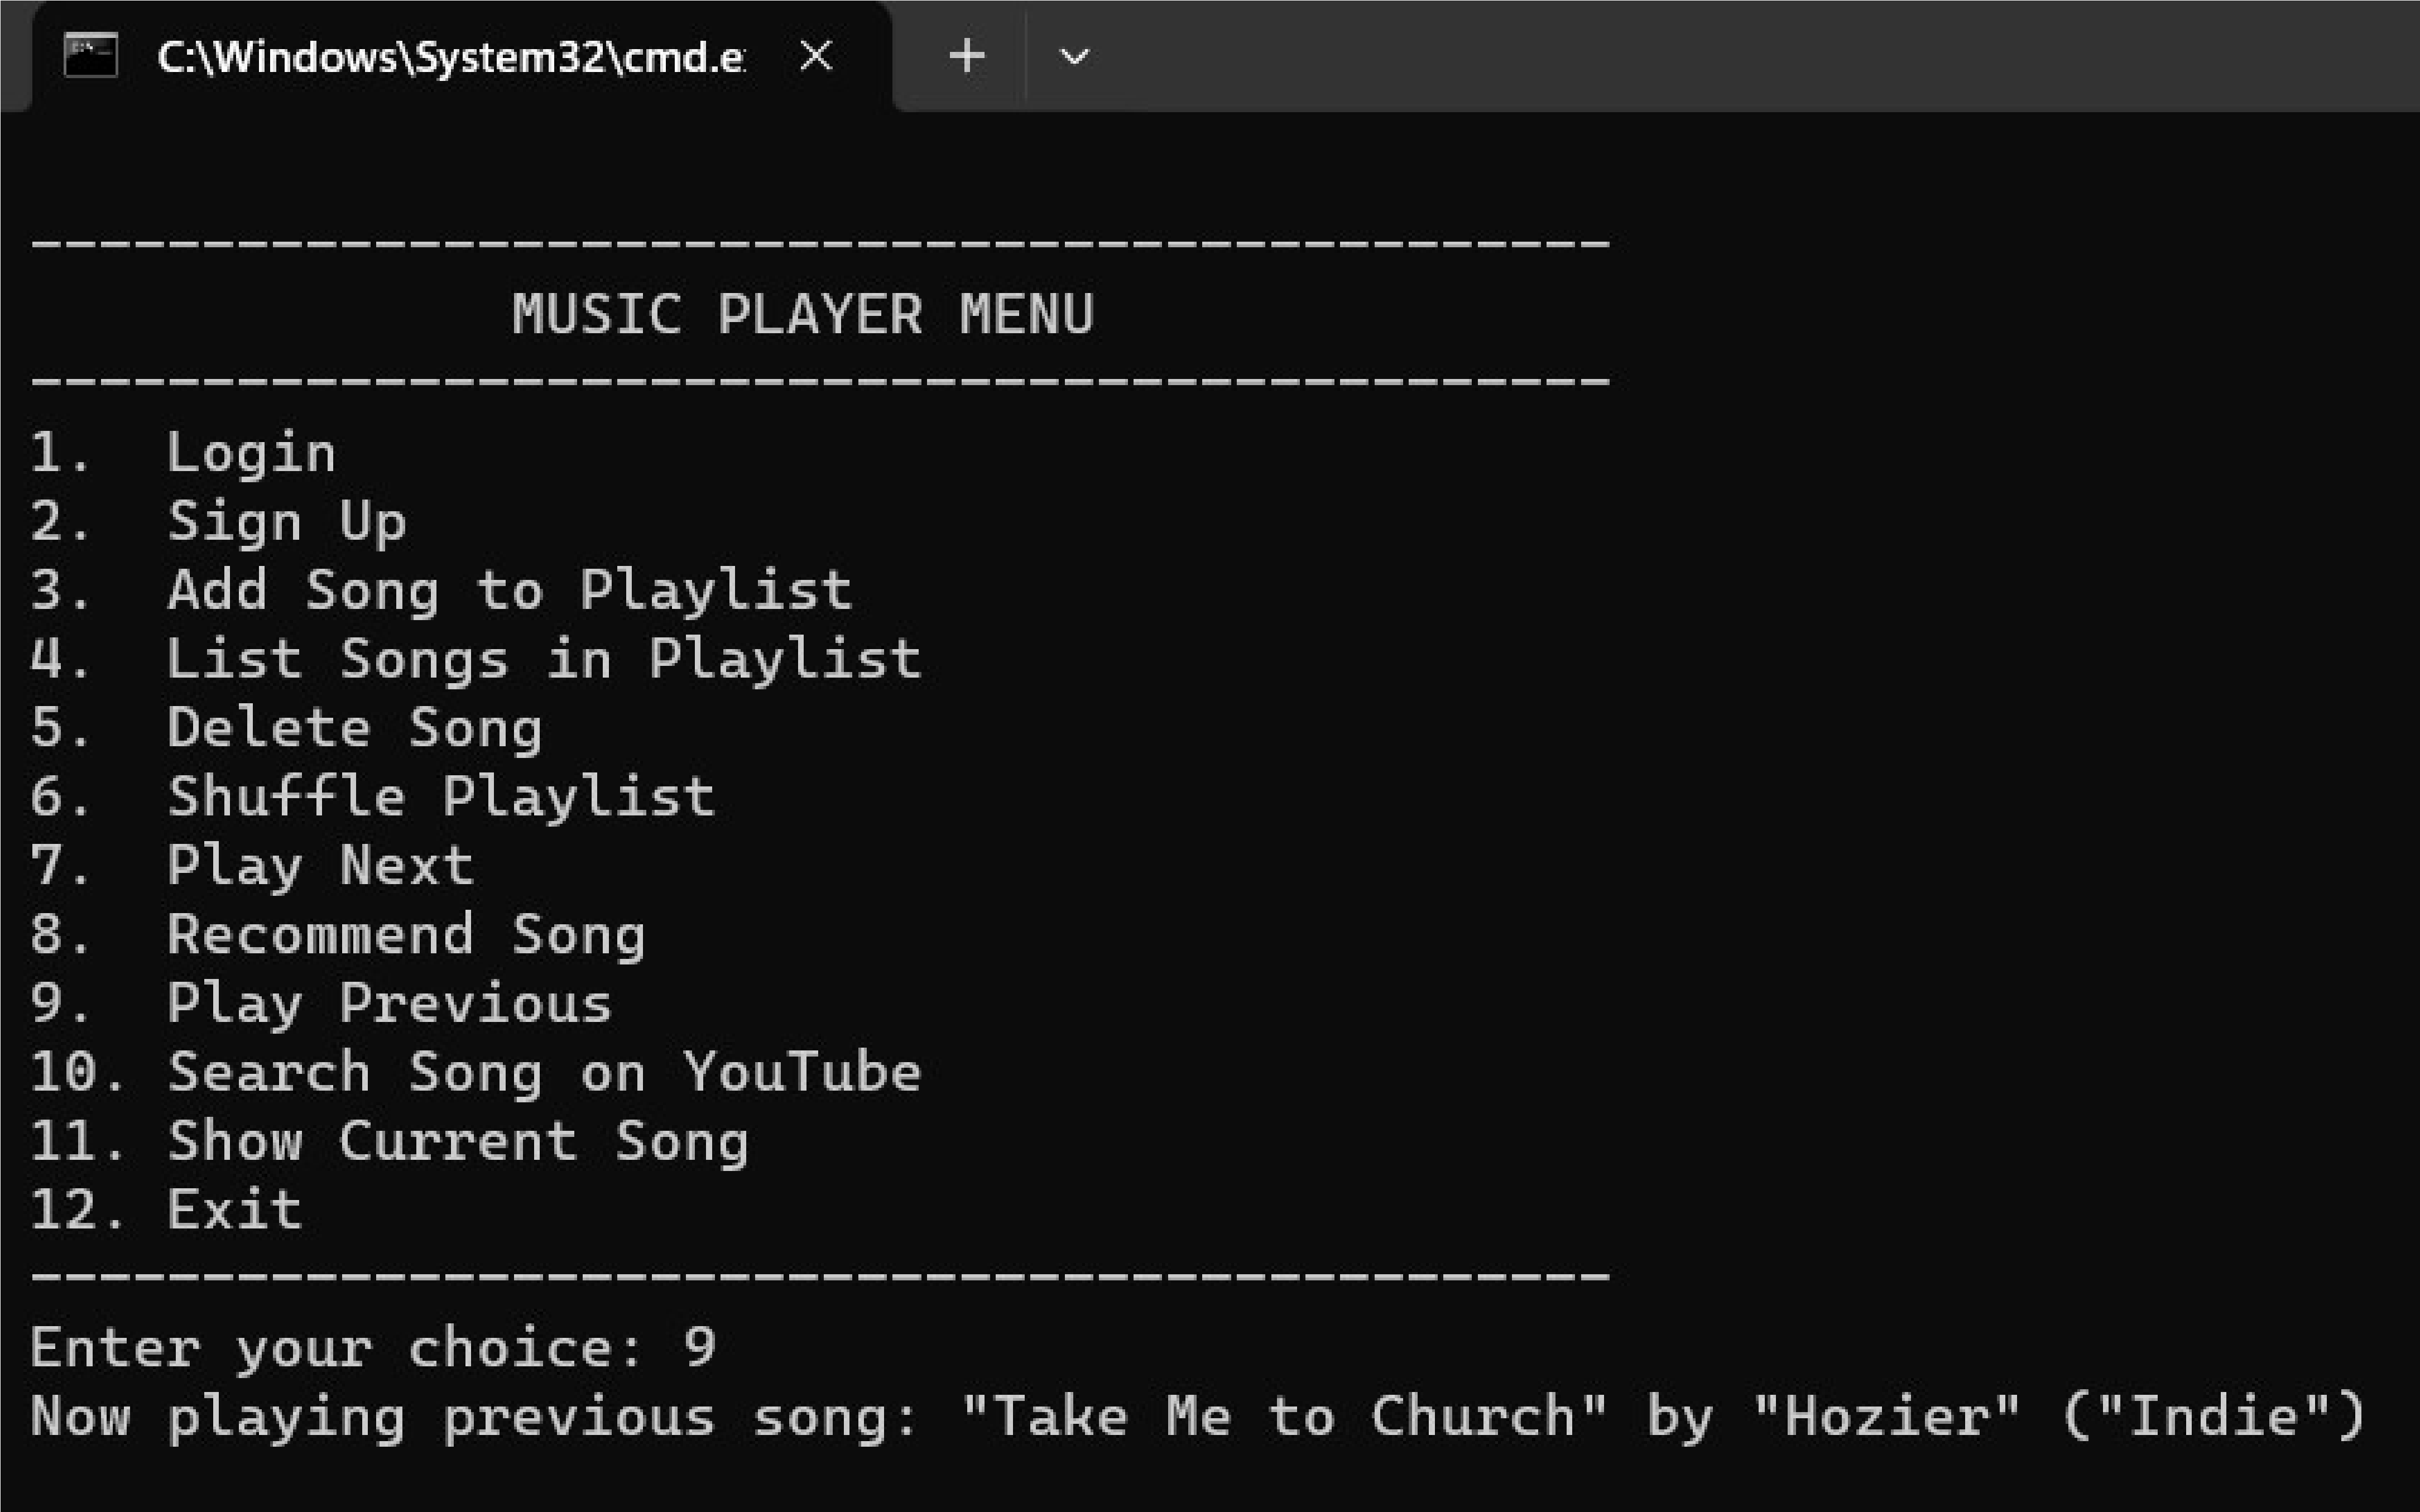 C:\Windows\System32\cmd.e
----------------------------------------------
MUSIC PLAYER MENU
----------------------------------------------
1.  Login
2.  Sign Up
3.  Add Song to Playlist
4.  List Songs in Playlist
5.  Delete Song
6.  Shuffle Playlist
7.  Play Next
8.  Recommend Song
9.  Play Previous
10. Search Song on YouTube
11. Show Current Song
12. Exit
----------------------------------------------
Enter your choice: 9
Now playing previous song: "Take Me to Church" by "Hozier" ("Indie")